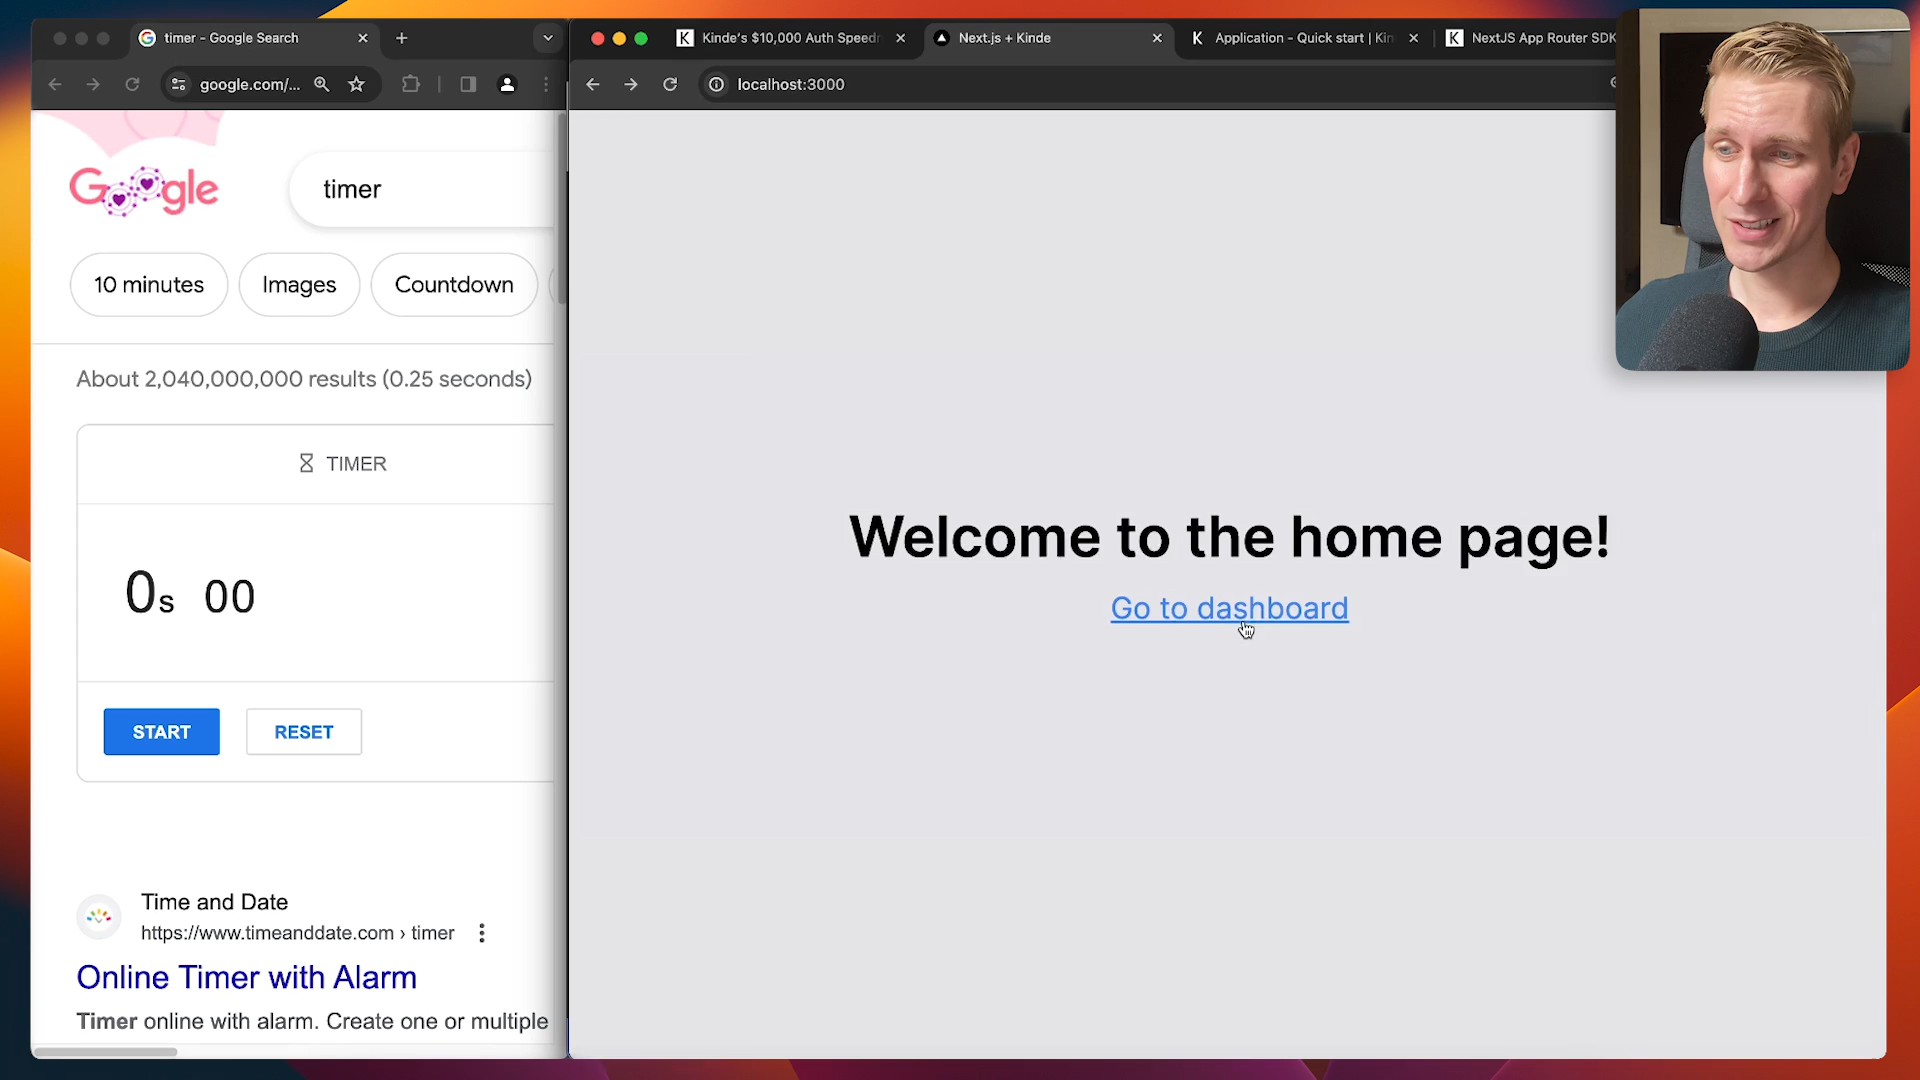 timer - Google Search
google.com/...
Google
timer
10 minutes
Images
Countdown
About 2,040,000,000 results (0.25 seconds)
TIMER
0s 00
START
RESET
Time and Date
https://www.timeanddate.com › timer
Online Timer with Alarm
Timer online with alarm. Create one or multiple
Kinde's $10,000 Auth Speedr
Next.js + Kinde
Application - Quick start | Kin
NextJS App Router SDK
localhost:3000
Welcome to the home page!
Go to dashboard